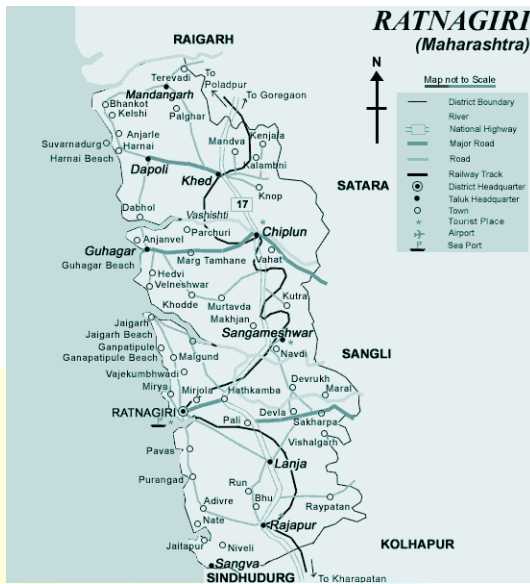 RATNAGIRI
(Maharashtra)
RAIGARH
N
Map not to Scale
District Boundary
River
National Highway
Major Road
Road
Railway Track
District Headquarter
Taluk Headquarter
Town
Tourist Place
Airport
Sea Port
To
Poladpur
To Goregaon
Terevadi
Mandangarh
Bhankot
Kelshi
Palghar
Anjarle
Suvarnadurg
Harnai
Harnai Beach
Mandva
Kenjala
Kalambni
Dapoli
Khed
Knop
SATARA
Dabhol
Vashishti
17
Parchuri
Chiplun
Anjanvel
Guhagar
Guhagar Beach
Marg Tamhane
Vahat
Hedvi
Velneshwar
Khodde
Murtavda
Kutra
Makhjan
Jaigarh
Jaigarh Beach
Sangameshwar
Ganpatipule
Ganapatipule Beach
Malgund
Navdi
SANGLI
Vajekumbhwadi
Devrukh
Maral
Mirya
Mirjola
Hathkamba
RATNAGIRI
P
Pali
Devla
Sakharpa
Vishalgarh
Pavas
Lanja
Purangad
Run
Bhu
Adivre
Raypatan
Nate
Rajapur
Jaitapur
Niveli
KOLHAPUR
Sangva
SINDHUDURG
To Kharapatan